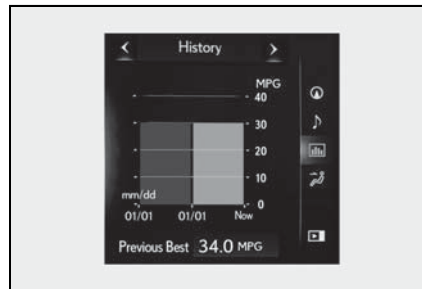 History
MPG
40
30
20
10
mm/dd
0
01/01 01/01 Now
Previous Best 34.0 MPG